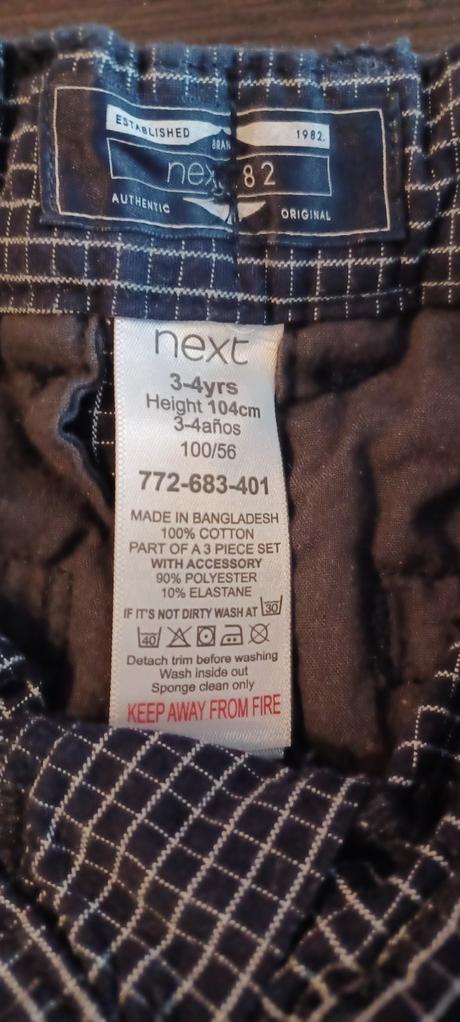 ESTABLISHED 1982.
BRAN
nex 82
AUTHENTIC ORIGINAL
next
3-4yrs
Height 104cm
3-4años
100/56
772-683-401
MADE IN BANGLADESH
100% COTTON
PART OF A 3 PIECE SET
WITH ACCESSORY
90% POLYESTER
10% ELASTANE
IF IT'S NOT DIRTY WASH AT 30
40
Detach trim before washing
Wash inside out
Sponge clean only
KEEP AWAY FROM FIRE